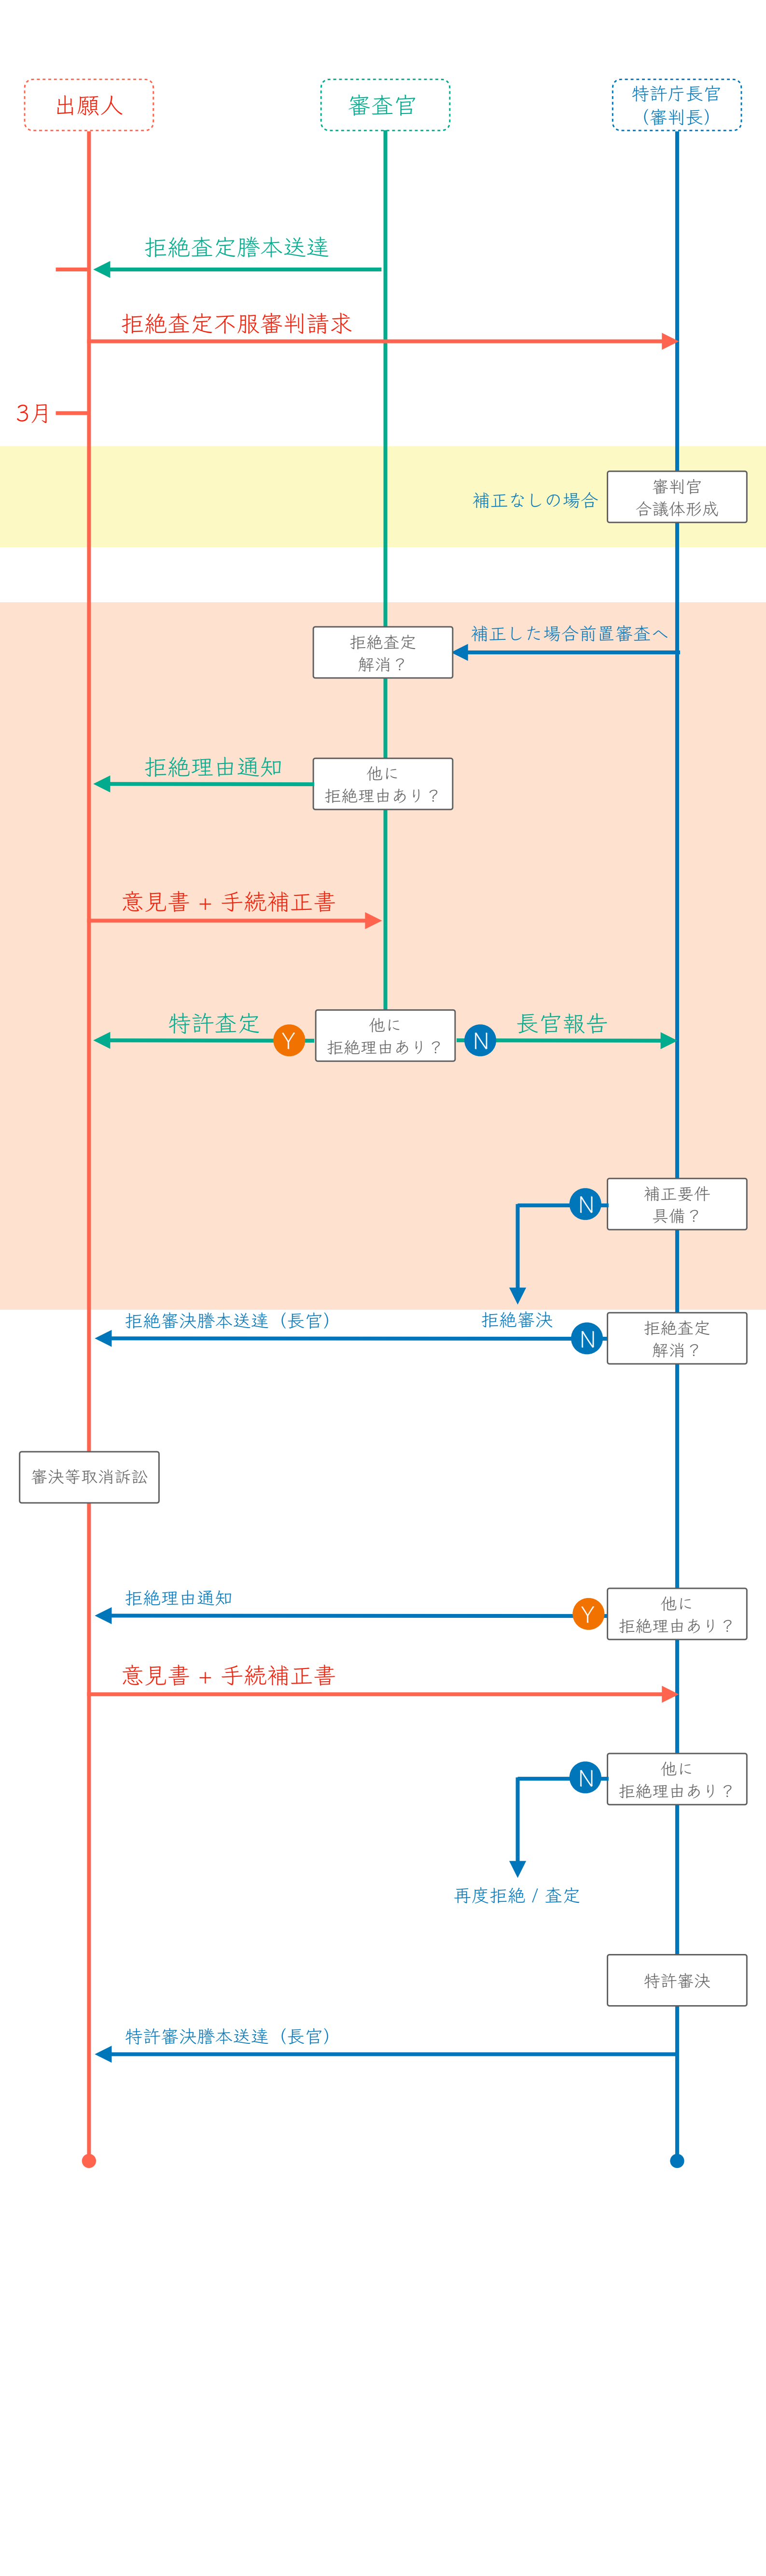 出願人
審査官
特許庁長官
（審判長）
拒絶査定謄本送達
拒絶査定不服審判請求
3月
補正なしの場合
審判官
合議体形成
補正した場合前置審査へ
拒絶査定
解消？
拒絶理由通知
他に
拒絶理由あり？
意見書 + 手続補正書
特許査定
Y
他に
拒絶理由あり？
N
長官報告
N
補正要件
具備？
拒絶審決
拒絶審決謄本送達（長官）
N
拒絶査定
解消？
審決等取消訴訟
拒絶理由通知
Y
他に
拒絶理由あり？
意見書 + 手続補正書
N
他に
拒絶理由あり？
再度拒絶 / 査定
特許審決
特許審決謄本送達（長官）